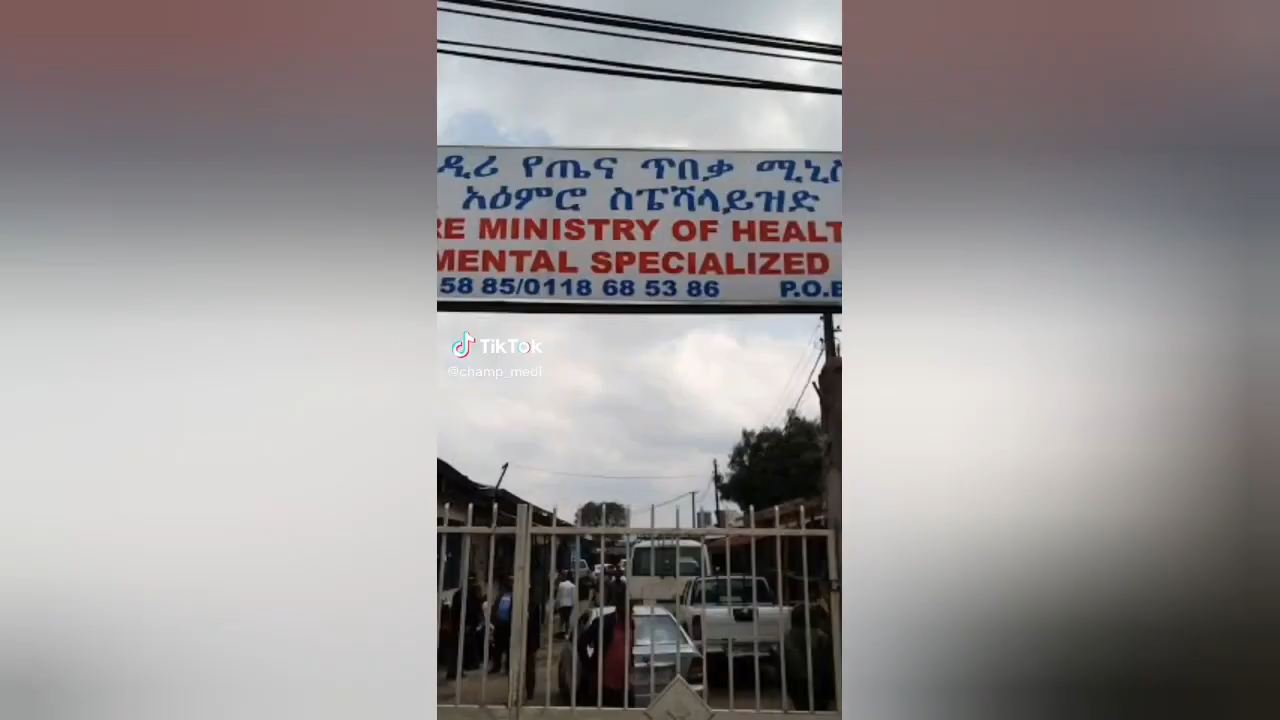 ዲሪ የጤና ጥበቃ ሚኒስ
አዕምሮ ስፔሻላይዝድ
RE MINISTRY OF HEALT
MENTAL SPECIALIZED
58 85/0118 68 53 86 P.O.B
TikTok
@champ_medi